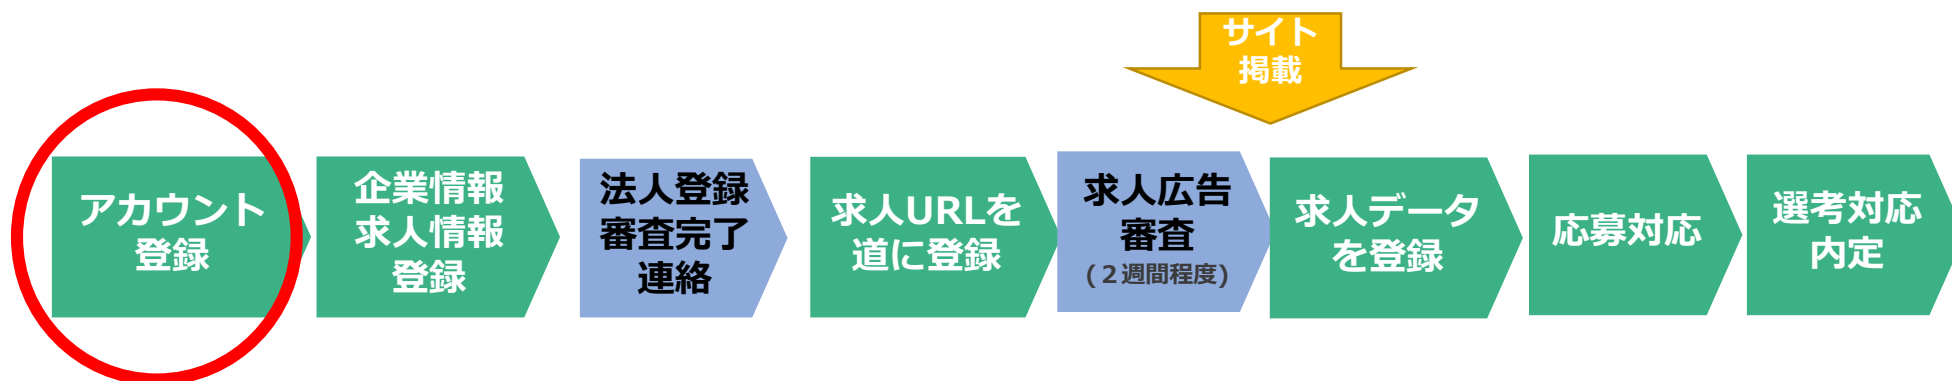 サイト
掲載
アカウント
登録
企業情報
求人情報
登録
法人登録
審査完了
連絡
求人URLを
道に登録
求人広告
審査
(２週間程度)
求人データ
を登録
応募対応
選考対応
内定